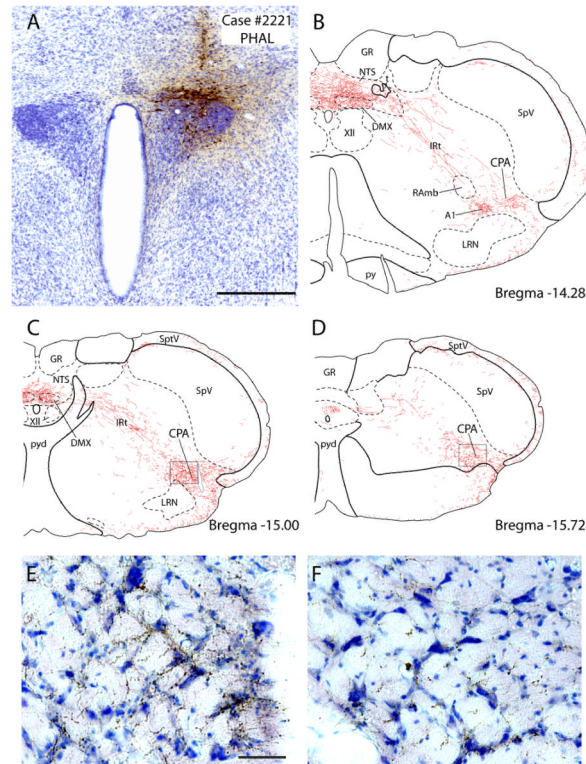 A
Case #2221
PHAL
B
GR
NTS
DMX
XII
SpV
IRt
CPA
RAmb
A1
LRN
py
Bregma -14.28
C
SptV
GR
NTS
SpV
XII
IRt
DMX
CPA
pyd
LRN
Bregma -15.00
D
SptV
GR
SpV
CPA
pyd
Bregma -15.72
E
F